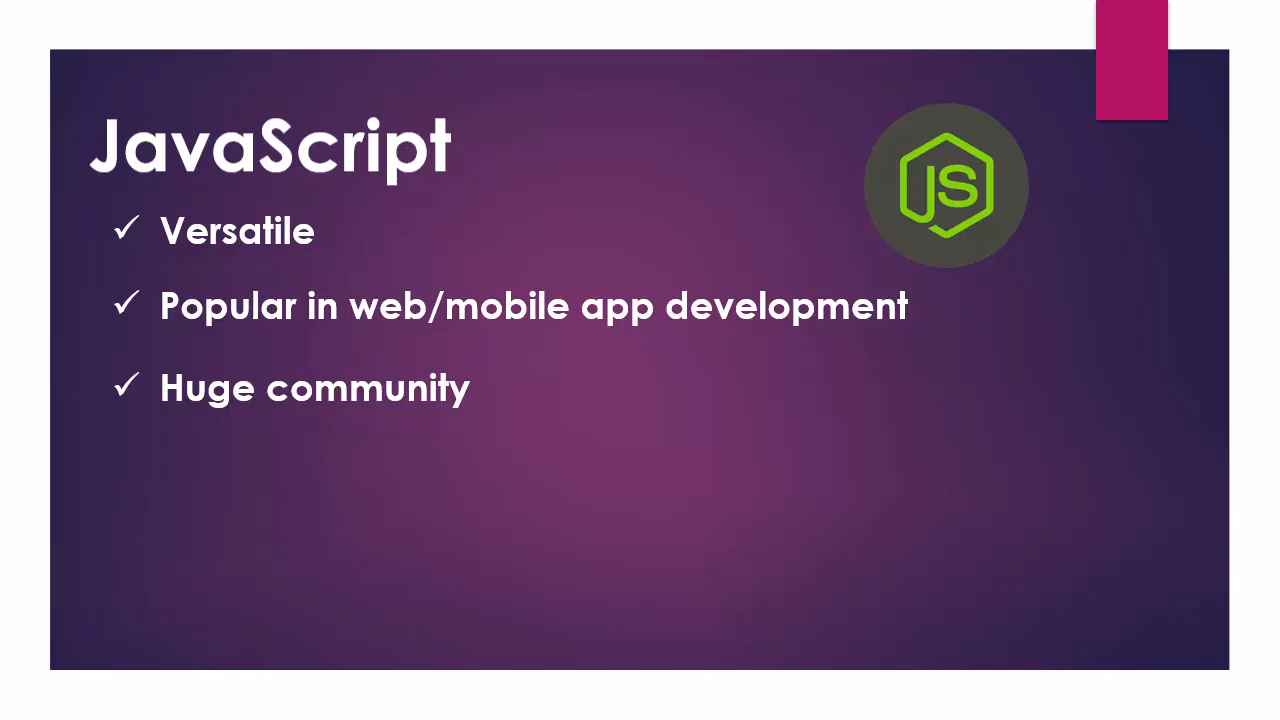 JavaScript
JS
✓ Versatile
✓ Popular in web/mobile app development
✓ Huge community